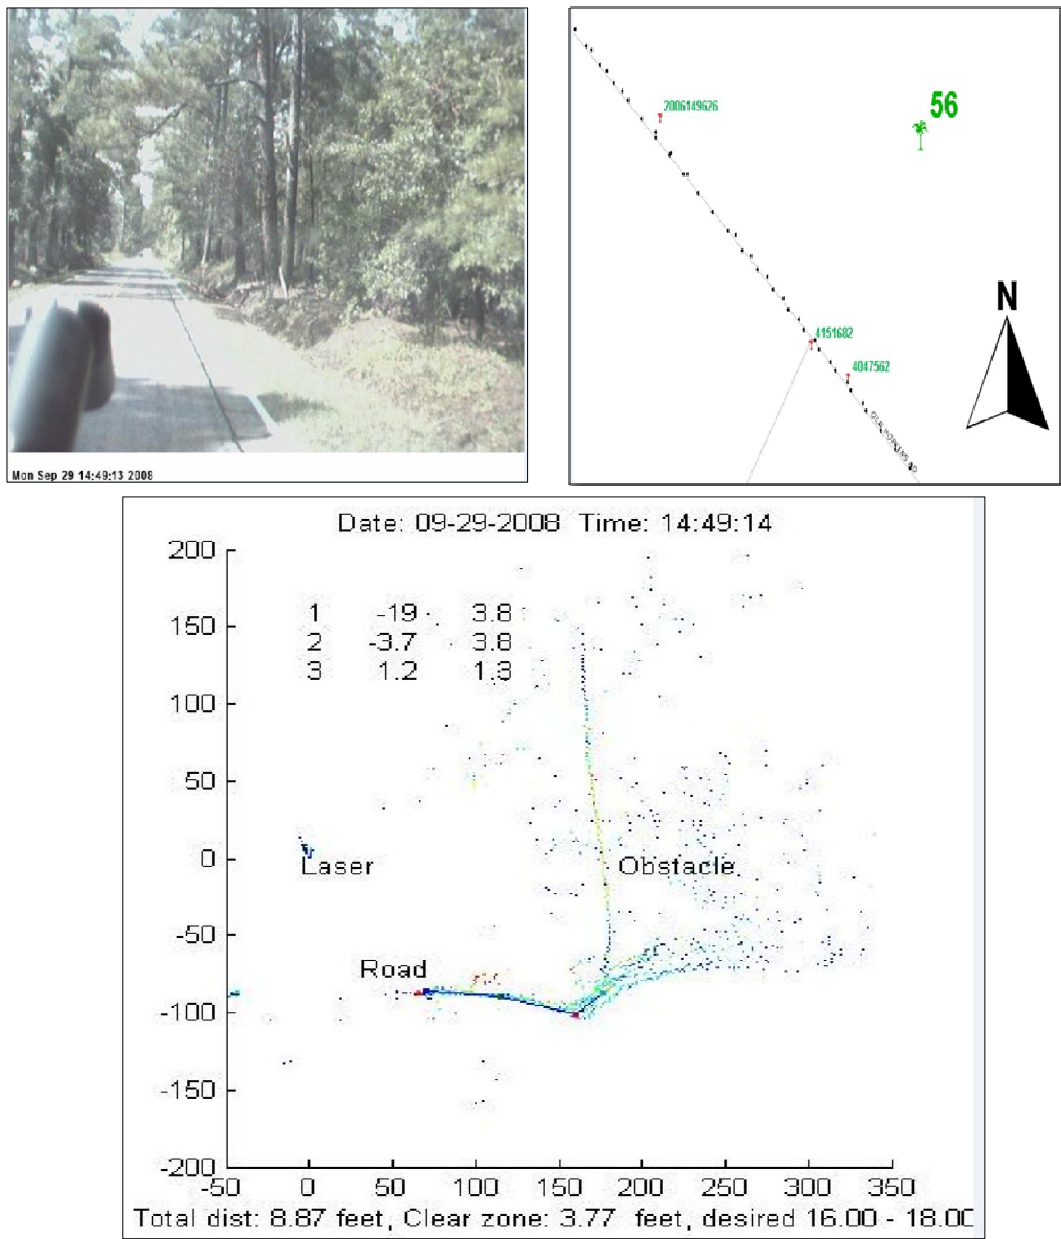 Mon Sep 29 14:49:13 2008
2006149626
56
4151682
4047562
N
Date: 09-29-2008 Time: 14:49:14
200
150
100
50
0
-50
-100
-150
-200
1 -19 3.8
2 -3.7 3.8
3 1.2 1.3
Laser
Obstacle
Road
-50 0 50 100 150 200 250 300 350
Total dist: 8.87 feet, Clear zone: 3.77 feet, desired 16.00 - 18.00